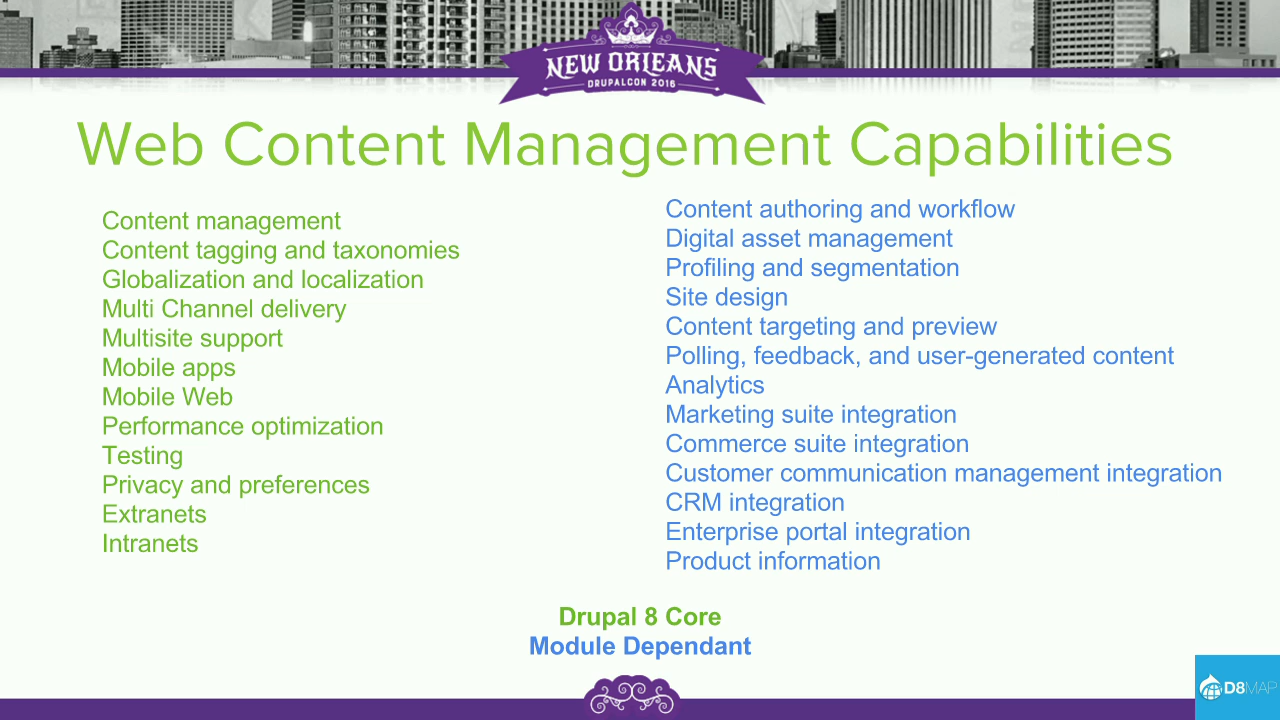 NEW ORLEANS
DRUPALCON 2016
Web Content Management Capabilities
Content management
Content tagging and taxonomies
Globalization and localization
Multi Channel delivery
Multisite support
Mobile apps
Mobile Web
Performance optimization
Testing
Privacy and preferences
Extranets
Intranets
Content authoring and workflow
Digital asset management
Profiling and segmentation
Site design
Content targeting and preview
Polling, feedback, and user-generated content
Analytics
Marketing suite integration
Commerce suite integration
Customer communication management integration
CRM integration
Enterprise portal integration
Product information
Drupal 8 Core
Module Dependant
D8MAP